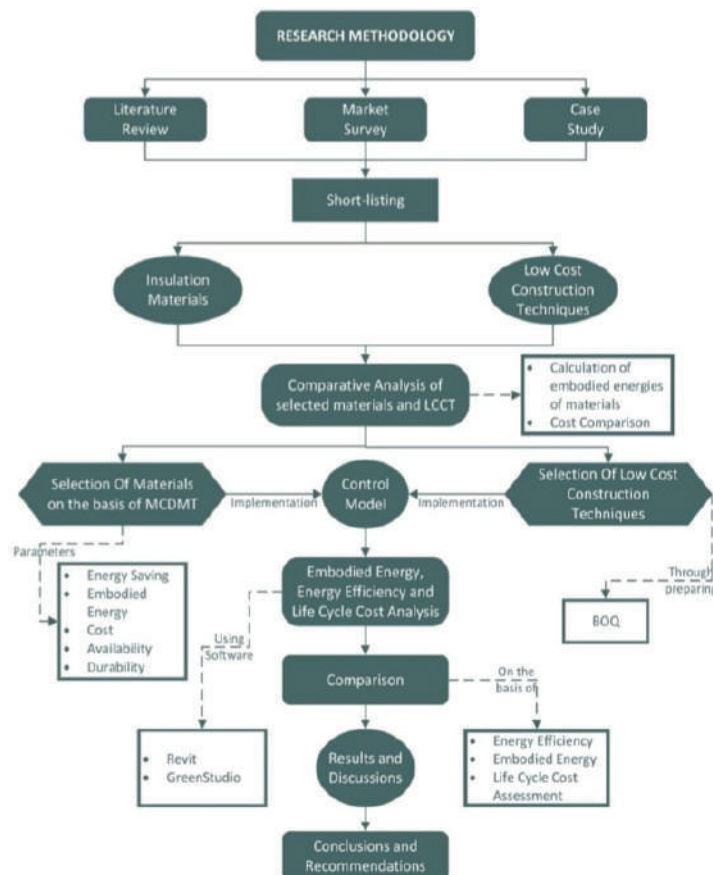 RESEARCH METHODOLOGY
Literature
Review
Market
Survey
Case
Study
Short-listing
Insulation
Materials
Low Cost
Construction
Techniques
Comparative Analysis of
selected materials and LCCT
• Calculation of
embodied energies
of materials
• Cost Comparison
Selection Of Materials
on the basis of MCDMT
Implementation
Control
Model
Implementation
Selection Of Low Cost
Construction
Techniques
Parameters
• Energy Saving
• Embodied
Energy
• Cost
• Availability
• Durability
Embodied Energy,
Energy Efficiency and
Life Cycle Cost Analysis
Through
preparing
BOQ
Using
Software
Comparison
On the
basis of
• Revit
• GreenStudio
Results and
Discussions
• Energy Efficiency
• Embodied Energy
• Life Cycle Cost
Assessment
Conclusions and
Recommendations